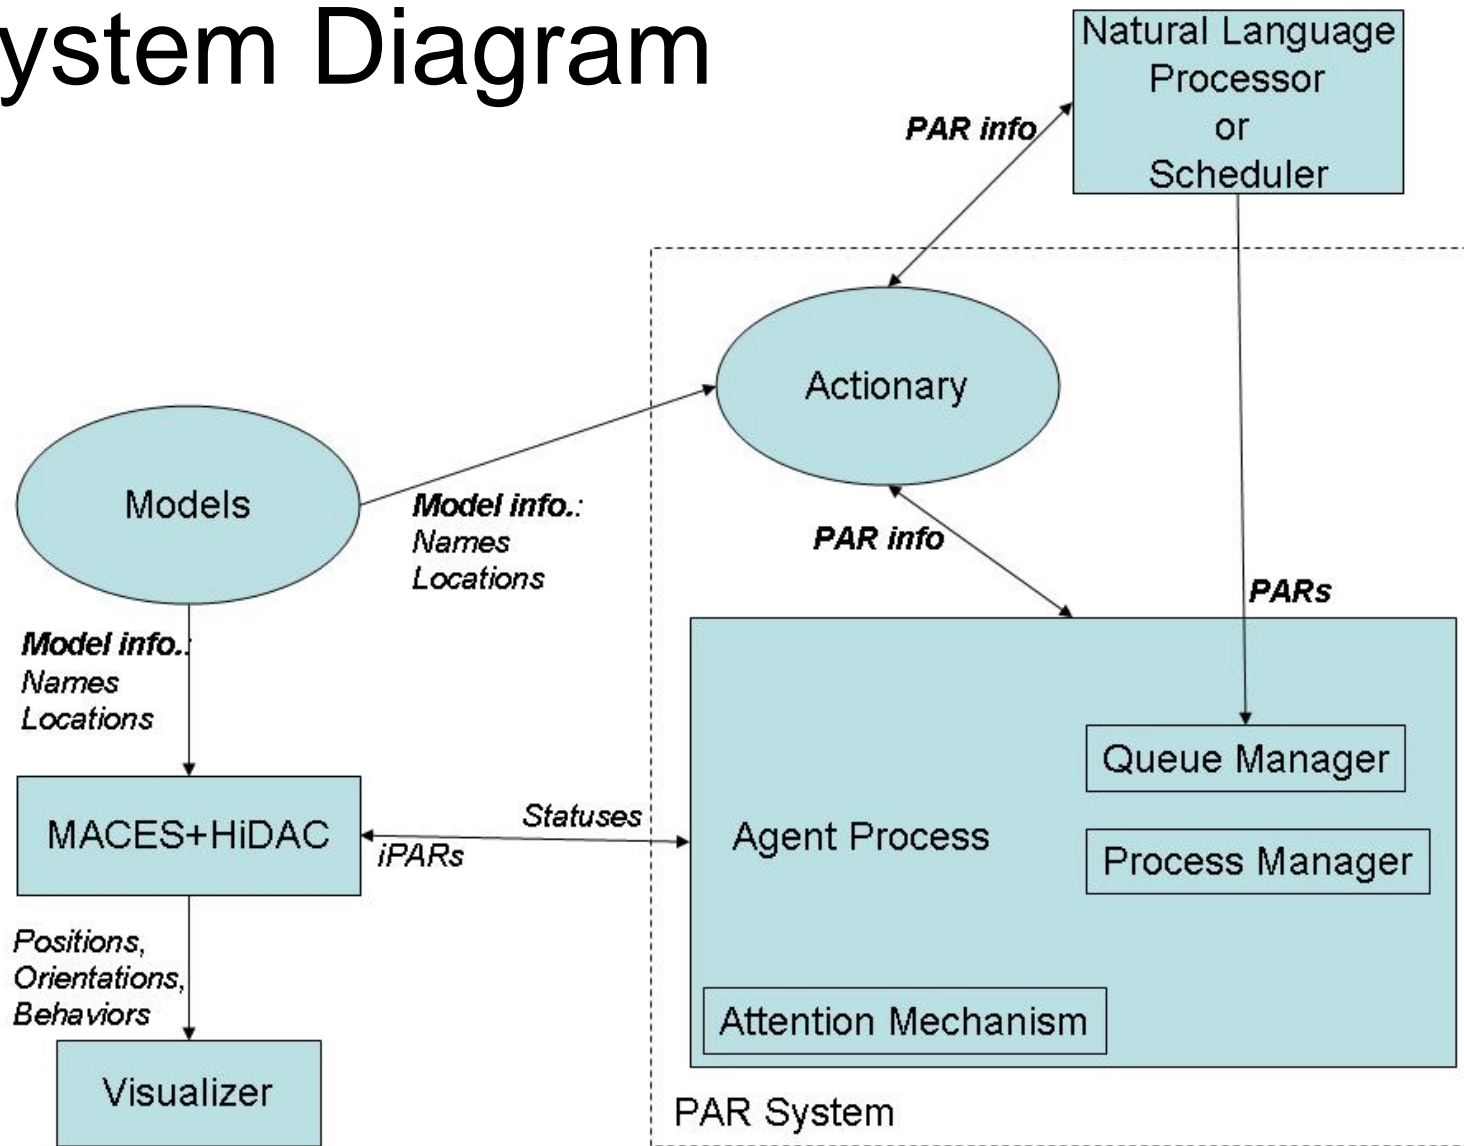 ystem Diagram
Natural Language
Processor
or
Scheduler
PAR info
Actionary
Models
Model info.:
Names
Locations
PAR info
PARs
Model info.:
Names
Locations
Queue Manager
MACES+HiDAC
Statuses
iPARs
Agent Process
Process Manager
Positions,
Orientations,
Behaviors
Attention Mechanism
Visualizer
PAR System